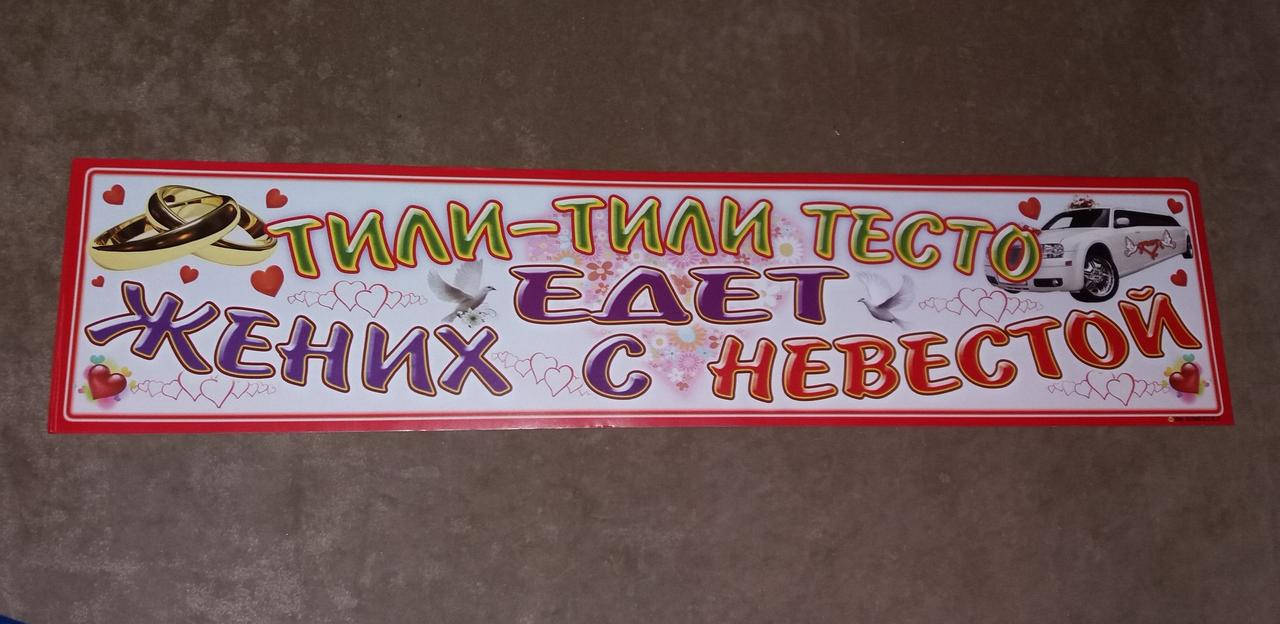 ТИЛИ-ТИЛИ ТЕСТО
ЕДЕТ
ЖЕНИХ С НЕВЕСТОЙ